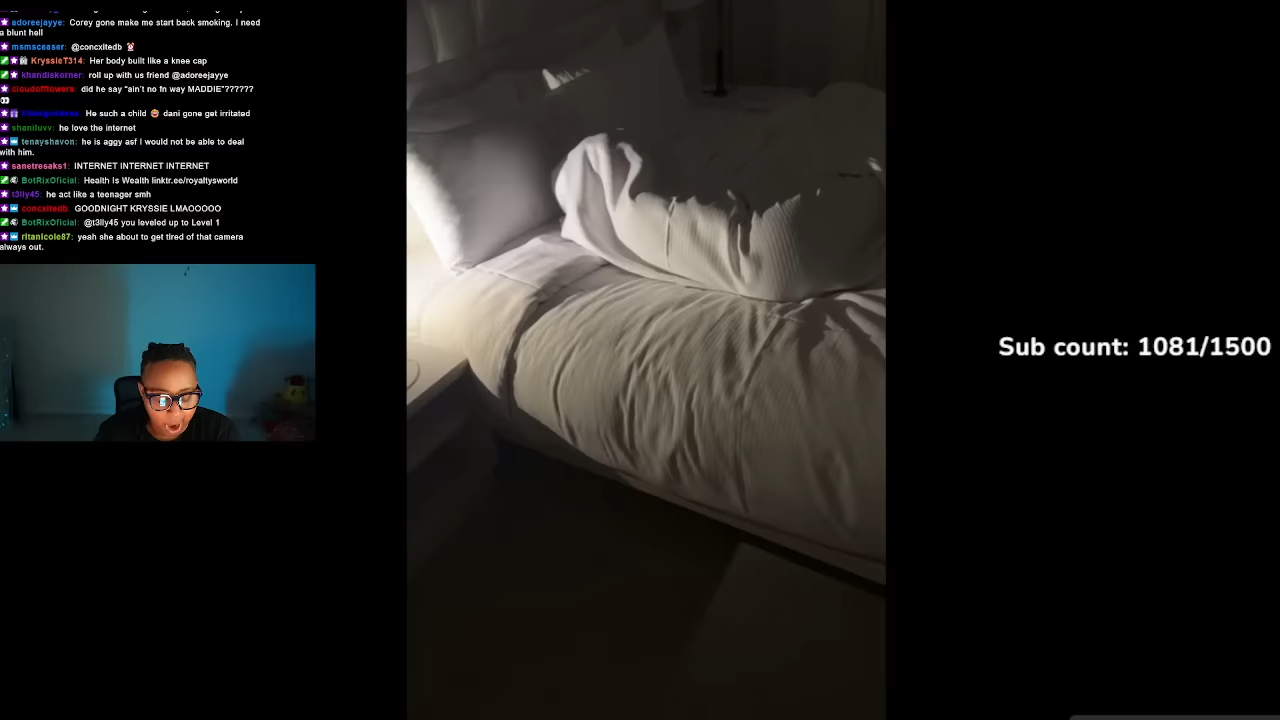 adoreejayye: Corey gone make me start back smoking. I need
a blunt hell
msmsceaser: @concxitedb
KryssieT314: Her body built like a knee cap
khandiskorner: roll up with us friend @adoreejayye
cloudofflowers: did he say "ain't no fn way MADDIE"??????
He such a child dani gone get irritated
shaniluvv: he love the internet
tenayshavon: he is aggy asf I would not be able to deal
with him.
sanetresaks1: INTERNET INTERNET INTERNET
BotRixOficial: Health Is Wealth linktr.ee/royaltysworld
t3lly45: he act like a teenager smh
concxitedb: GOODNIGHT KRYSSIE LMAOOOOO
BotRixOficial: @t3lly45 you leveled up to Level 1
ritanicole87: yeah she about to get tired of that camera
always out.
Sub count: 1081/1500